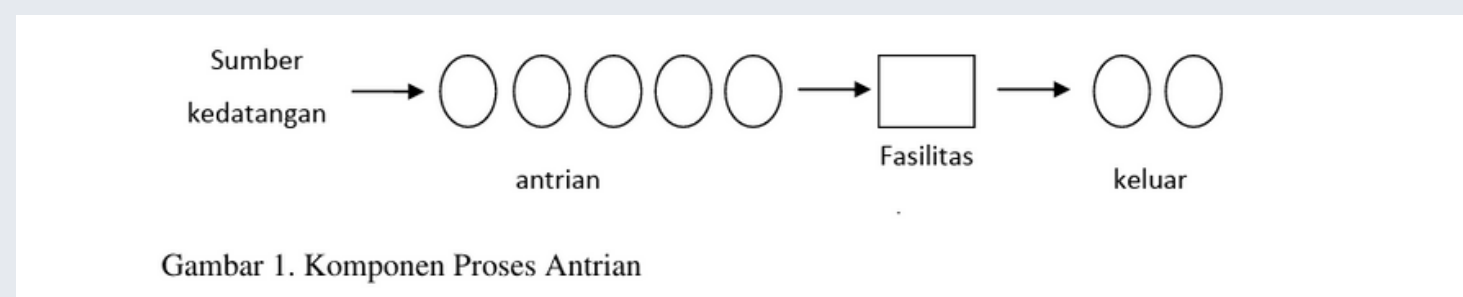 Sumber
kedatangan
antrian
Fasilitas
keluar
Gambar 1. Komponen Proses Antrian